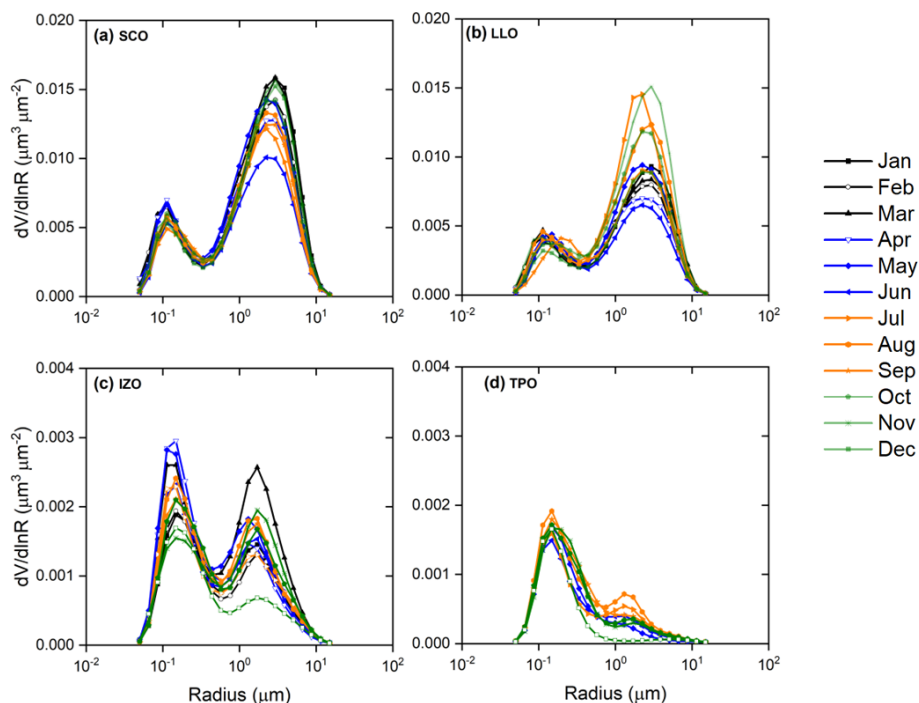 (a) SCO
(b) LLO
dV/dlnR (μm³ μm⁻²)
0.020
0.015
0.010
0.005
0.000
10⁻² 10⁻¹ 10⁰ 10¹ 10²
0.020
0.015
0.010
0.005
0.000
10⁻² 10⁻¹ 10⁰ 10¹ 10²
(c) IZO
(d) TPO
dV/dlnR (μm³ μm⁻²)
0.004
0.003
0.002
0.001
0.000
10⁻² 10⁻¹ 10⁰ 10¹ 10²
Radius (μm)
0.004
0.003
0.002
0.001
0.000
10⁻² 10⁻¹ 10⁰ 10¹ 10²
Radius (μm)
Jan
Feb
Mar
Apr
May
Jun
Jul
Aug
Sep
Oct
Nov
Dec